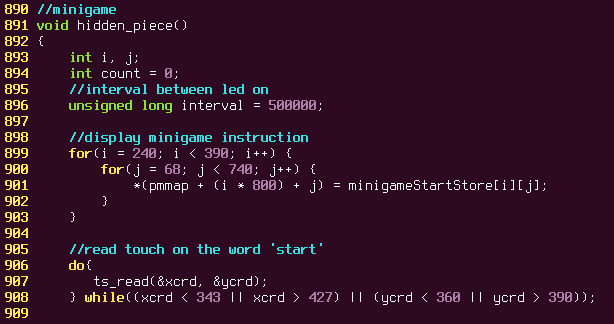 890 //minigame
891 void hidden_piece()
892 {
893     int i, j;
894     int count = 0;
895     //interval between led on
896     unsigned long interval = 500000;
897
898     //display minigame instruction
899     for(i = 240; i < 390; i++) {
900         for(j = 68; j < 740; j++) {
901             *(pmmap + (i * 800) + j) = minigameStartStore[i][j];
902         }
903     }
904
905     //read touch on the word 'start'
906     do{
907        ts_read(&xcrd, &ycrd);
908     } while((xcrd < 343 || xcrd > 427) || (ycrd < 360 || ycrd > 390));
909